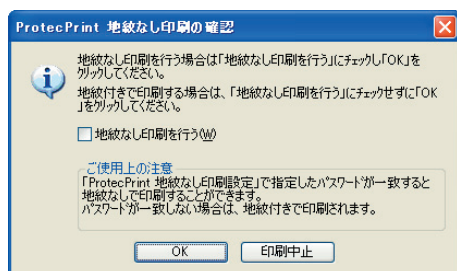 ProtecPrint 地紋なし印刷の確認
地紋なし印刷を行う場合は「地紋なし印刷を行う」にチェックし「OK」を
クリックしてください。
地紋付きで印刷する場合は、「地紋なし印刷を行う」にチェックせずに「OK
」をクリックしてください。
地紋なし印刷を行う(W)
ご使用上の注意
「ProtecPrint 地紋なし印刷設定」で指定したパスワードが一致すると
地紋なしで印刷することができます。
パスワードが一致しない場合は、地紋付きで印刷されます。
OK
印刷中止